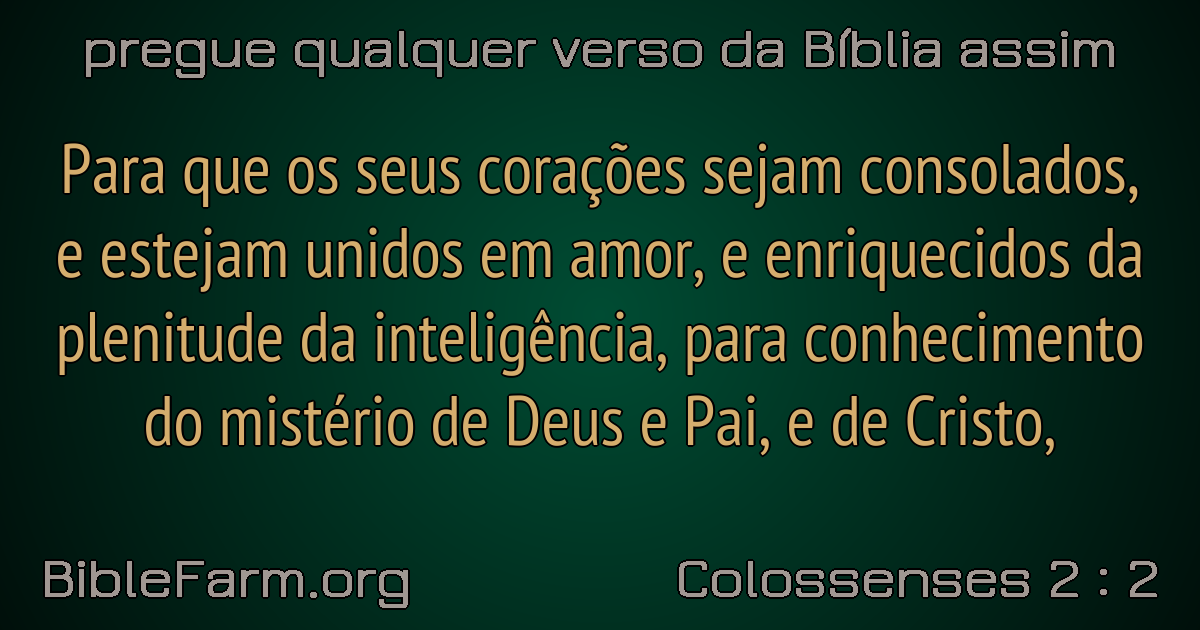 pregue qualquer verso da Bíblia assim
Para que os seus corações sejam consolados,
e estejam unidos em amor, e enriquecidos da
plenitude da inteligência, para conhecimento
do mistério de Deus e Pai, e de Cristo,
BibleFarm.org
Colossenses 2 : 2